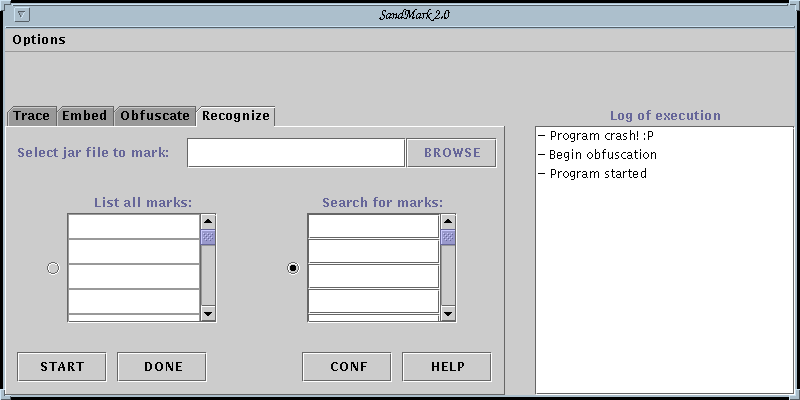 SandMark 2.0
Options
Trace Embed Obfuscate Recognize
Select jar file to mark: BROWSE
List all marks: Search for marks:
START DONE CONF HELP
Log of execution
– Program crash! :P
– Begin obfuscation
– Program started